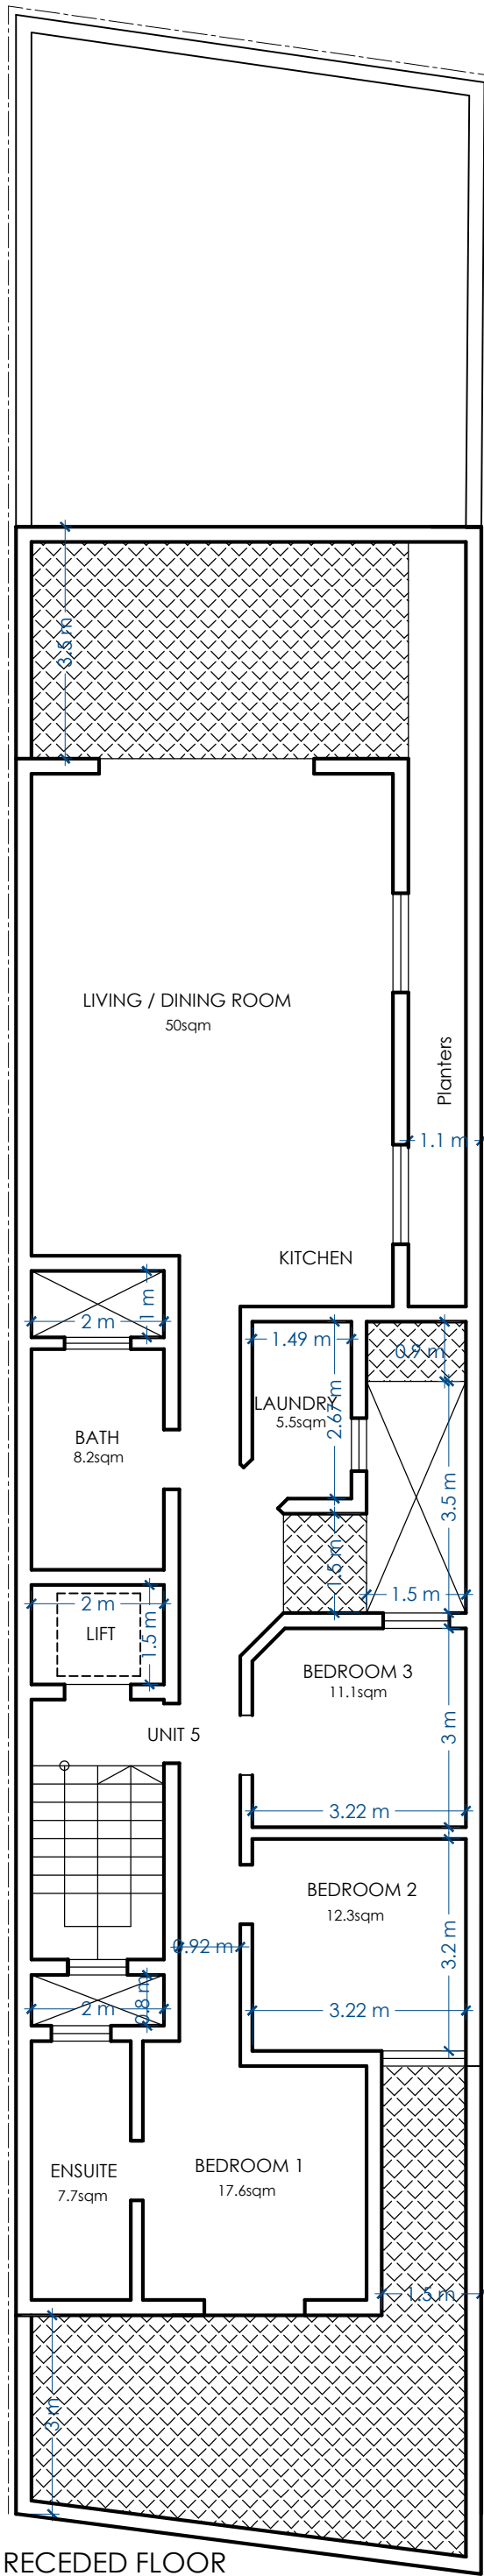 3.5 m
LIVING / DINING ROOM
50sqm
Planters
1.1 m
KITCHEN
1 m
2 m
1.49 m
0.9 m
LAUNDRY
5.5sqm
2.67 m
BATH
8.2sqm
3.5 m
1.5 m
1.5 m
2 m
LIFT
1.5 m
BEDROOM 3
11.1sqm
UNIT 5
3 m
3.22 m
BEDROOM 2
12.3sqm
0.92 m
3.2 m
2 m
0.8 m
3.22 m
ENSUITE
7.7sqm
BEDROOM 1
17.6sqm
1.5 m
3 m
RECEDED FLOOR